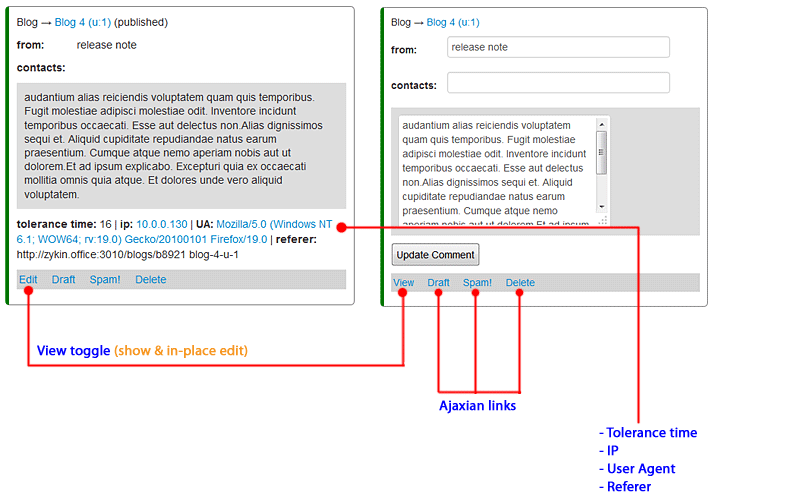 Blog → Blog 4 (u:1) (published)
from: release note
contacts:
audantium alias reiciendis voluptatem quam quis temporibus.
Fugit molestiae adipisci molestiae odit. Inventore incidunt
temporibus occaecati. Esse aut delectus non.Alias dignissimos
sequi et. Aliquid cupiditate repudiandae natus earum
praesentium. Cumque atque nemo aperiam nobis aut ut
dolorem.Et ad ipsum explicabo. Excepturi quia ex occaecati
mollitia omnis quia atque. Et dolores unde vero aliquid
voluptatem.
tolerance time: 16 | ip: 10.0.0.130 | UA: Mozilla/5.0 (Windows NT
6.1; WOW64; rv:19.0) Gecko/20100101 Firefox/19.0 | referer:
http://zykin.office:3010/blogs/b8921 blog-4-u-1
Edit Draft Spam! Delete
Blog → Blog 4 (u:1)
from: release note
contacts:
audantium alias reiciendis voluptatem
quam quis temporibus. Fugit molestiae
adipisci molestiae odit. Inventore incidunt
temporibus occaecati. Esse aut delectus
non.Alias dignissimos sequi et. Aliquid
cupiditate repudiandae natus earum
praesentium. Cumque atque nemo
aperiam nobis aut ut dolorem.Et ad ipsum
Update Comment
View Draft Spam! Delete
View toggle (show & in-place edit)
Ajaxian links
- Tolerance time
- IP
- User Agent
- Referer